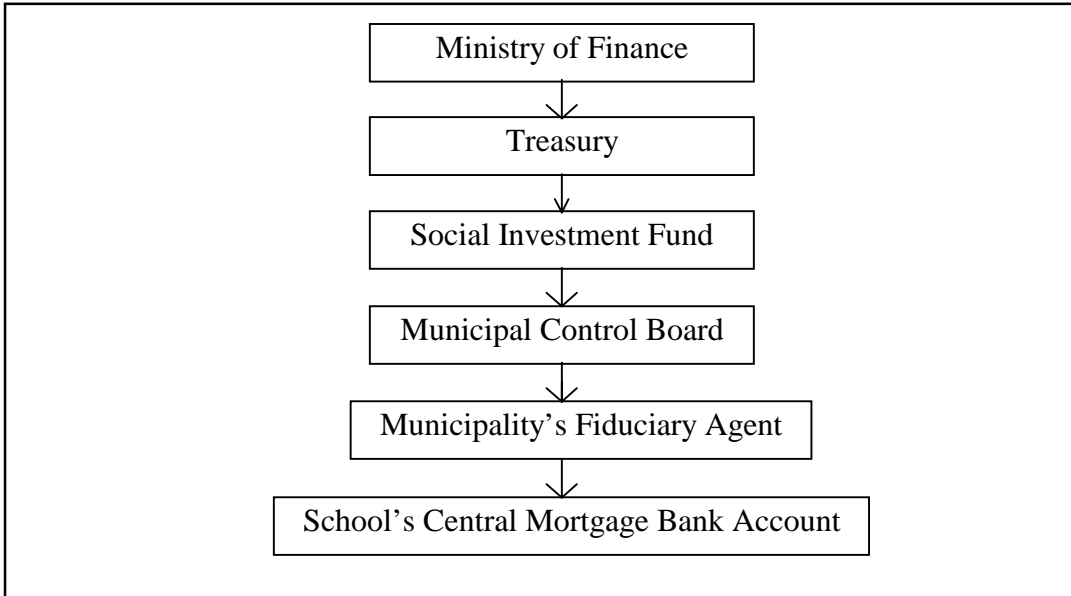 Ministry of Finance
Treasury
Social Investment Fund
Municipal Control Board
Municipality’s Fiduciary Agent
School’s Central Mortgage Bank Account